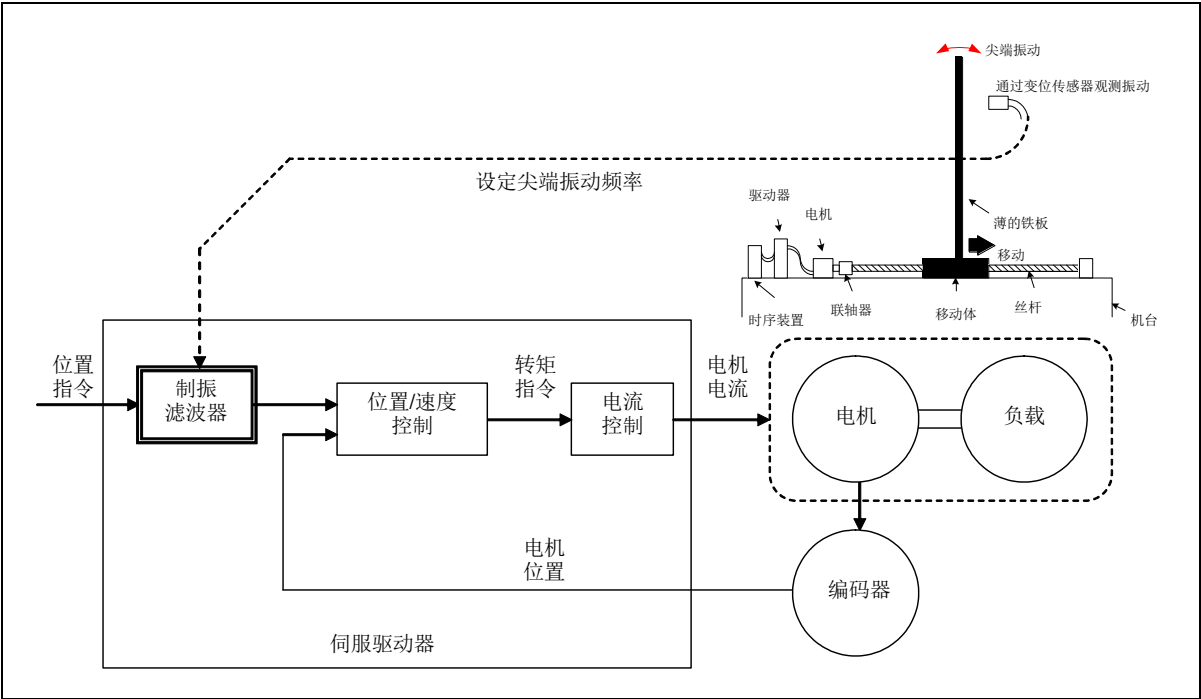 尖端振动
通过变位传感器观测振动
设定尖端振动频率
驱动器
电机
薄的铁板
移动
时序装置
联轴器
移动体
丝杆
机台
位置
指令
制振
滤波器
位置/速度
控制
转矩
指令
电流
控制
电机
电流
电机
负载
电机
位置
编码器
伺服驱动器